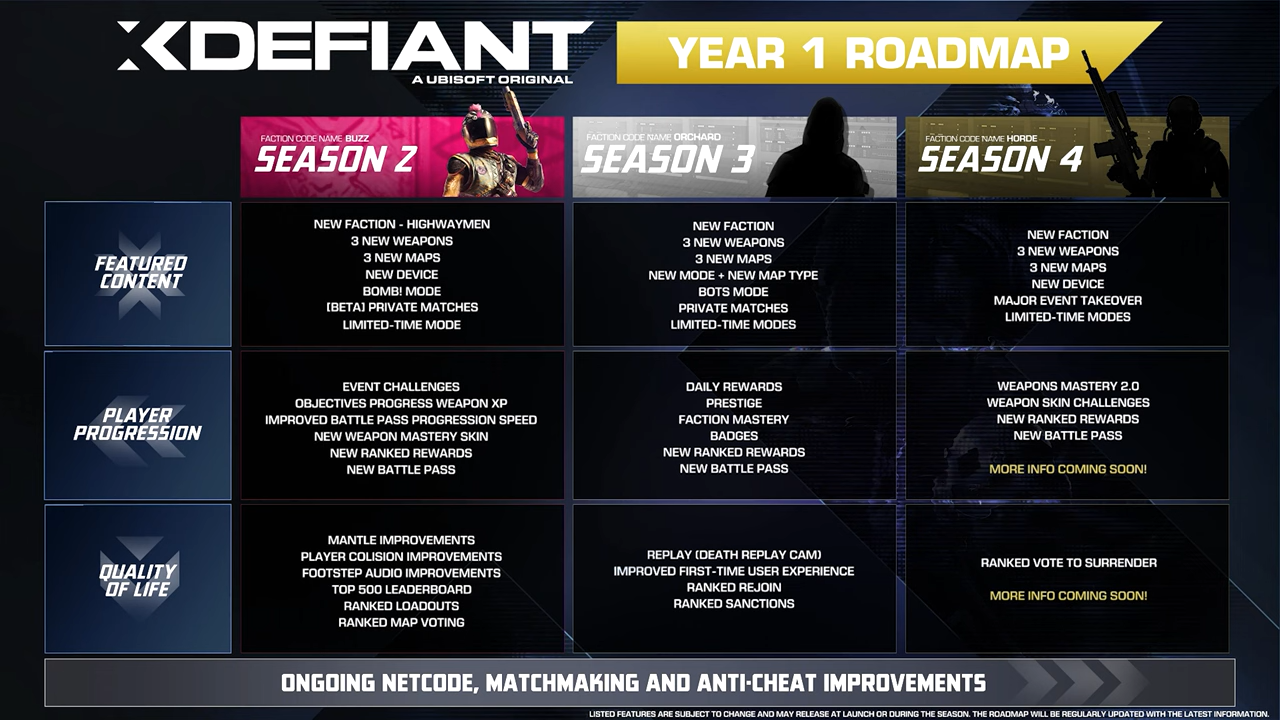 XDEFIANT
A UBISOFT ORIGINAL
YEAR 1 ROADMAP
FACTION CODE NAME BUZZ
SEASON 2
FACTION CODE NAME ORCHARD
SEASON 3
FACTION CODE NAME HORDE
SEASON 4
FEATURED
CONTENT
NEW FACTION - HIGHWAYMEN
3 NEW WEAPONS
3 NEW MAPS
NEW DEVICE
BOMB! MODE
(BETA) PRIVATE MATCHES
LIMITED-TIME MODE
NEW FACTION
3 NEW WEAPONS
3 NEW MAPS
NEW MODE + NEW MAP TYPE
BOTS MODE
PRIVATE MATCHES
LIMITED-TIME MODES
NEW FACTION
3 NEW WEAPONS
3 NEW MAPS
NEW DEVICE
MAJOR EVENT TAKEOVER
LIMITED-TIME MODES
PLAYER
PROGRESSION
EVENT CHALLENGES
OBJECTIVES PROGRESS WEAPON XP
IMPROVED BATTLE PASS PROGRESSION SPEED
NEW WEAPON MASTERY SKIN
NEW RANKED REWARDS
NEW BATTLE PASS
DAILY REWARDS
PRESTIGE
FACTION MASTERY
BADGES
NEW RANKED REWARDS
NEW BATTLE PASS
WEAPONS MASTERY 2.0
WEAPON SKIN CHALLENGES
NEW RANKED REWARDS
NEW BATTLE PASS
MORE INFO COMING SOON!
QUALITY
OF LIFE
MANTLE IMPROVEMENTS
PLAYER COLISION IMPROVEMENTS
FOOTSTEP AUDIO IMPROVEMENTS
TOP 500 LEADERBOARD
RANKED LOADOUTS
RANKED MAP VOTING
REPLAY (DEATH REPLAY CAM)
IMPROVED FIRST-TIME USER EXPERIENCE
RANKED REJOIN
RANKED SANCTIONS
RANKED VOTE TO SURRENDER
MORE INFO COMING SOON!
ONGOING NETCODE, MATCHMAKING AND ANTI-CHEAT IMPROVEMENTS
LISTED FEATURES ARE SUBJECT TO CHANGE AND MAY RELEASE AT LAUNCH OR DURING THE SEASON. THE ROADMAP WILL BE REGULARLY UPDATED WITH THE LATEST INFORMATION.